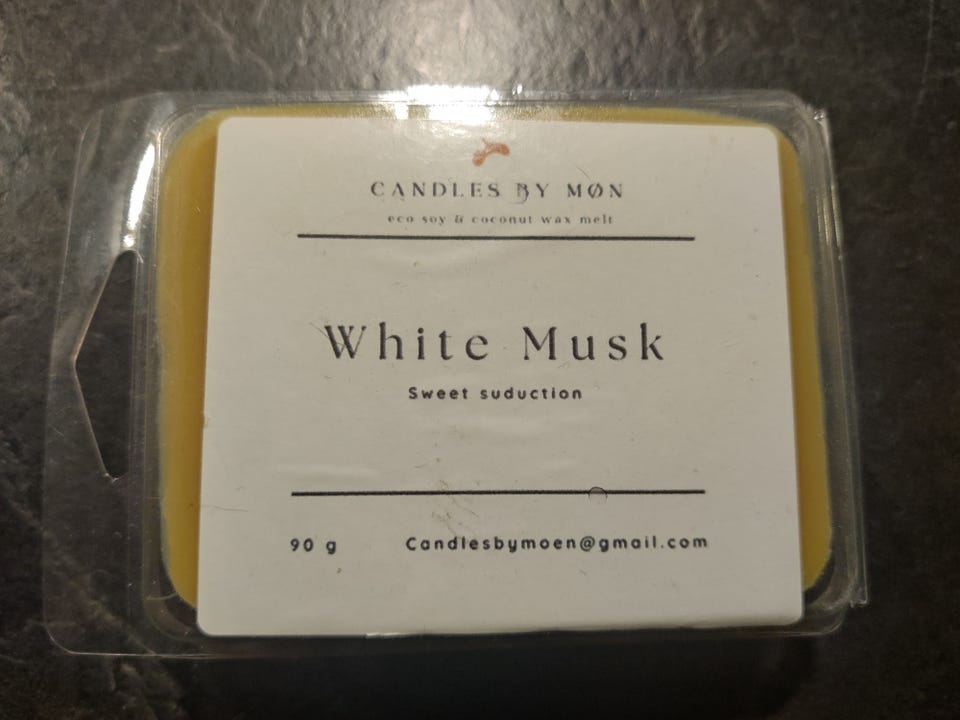 CANDLES BY MØN
eco soy & coconut wax melt
White Musk
Sweet suduction
90 g Candlesbymoen@gmail.com